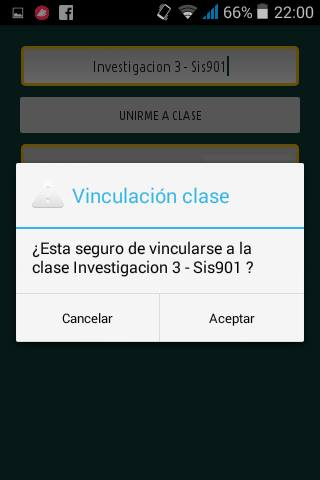 66% 22:00
Investigacion 3 - Sis901
UNIRME A CLASE
Vinculación clase
¿Esta seguro de vincularse a la
clase Investigacion 3 - Sis901 ?
Cancelar Aceptar